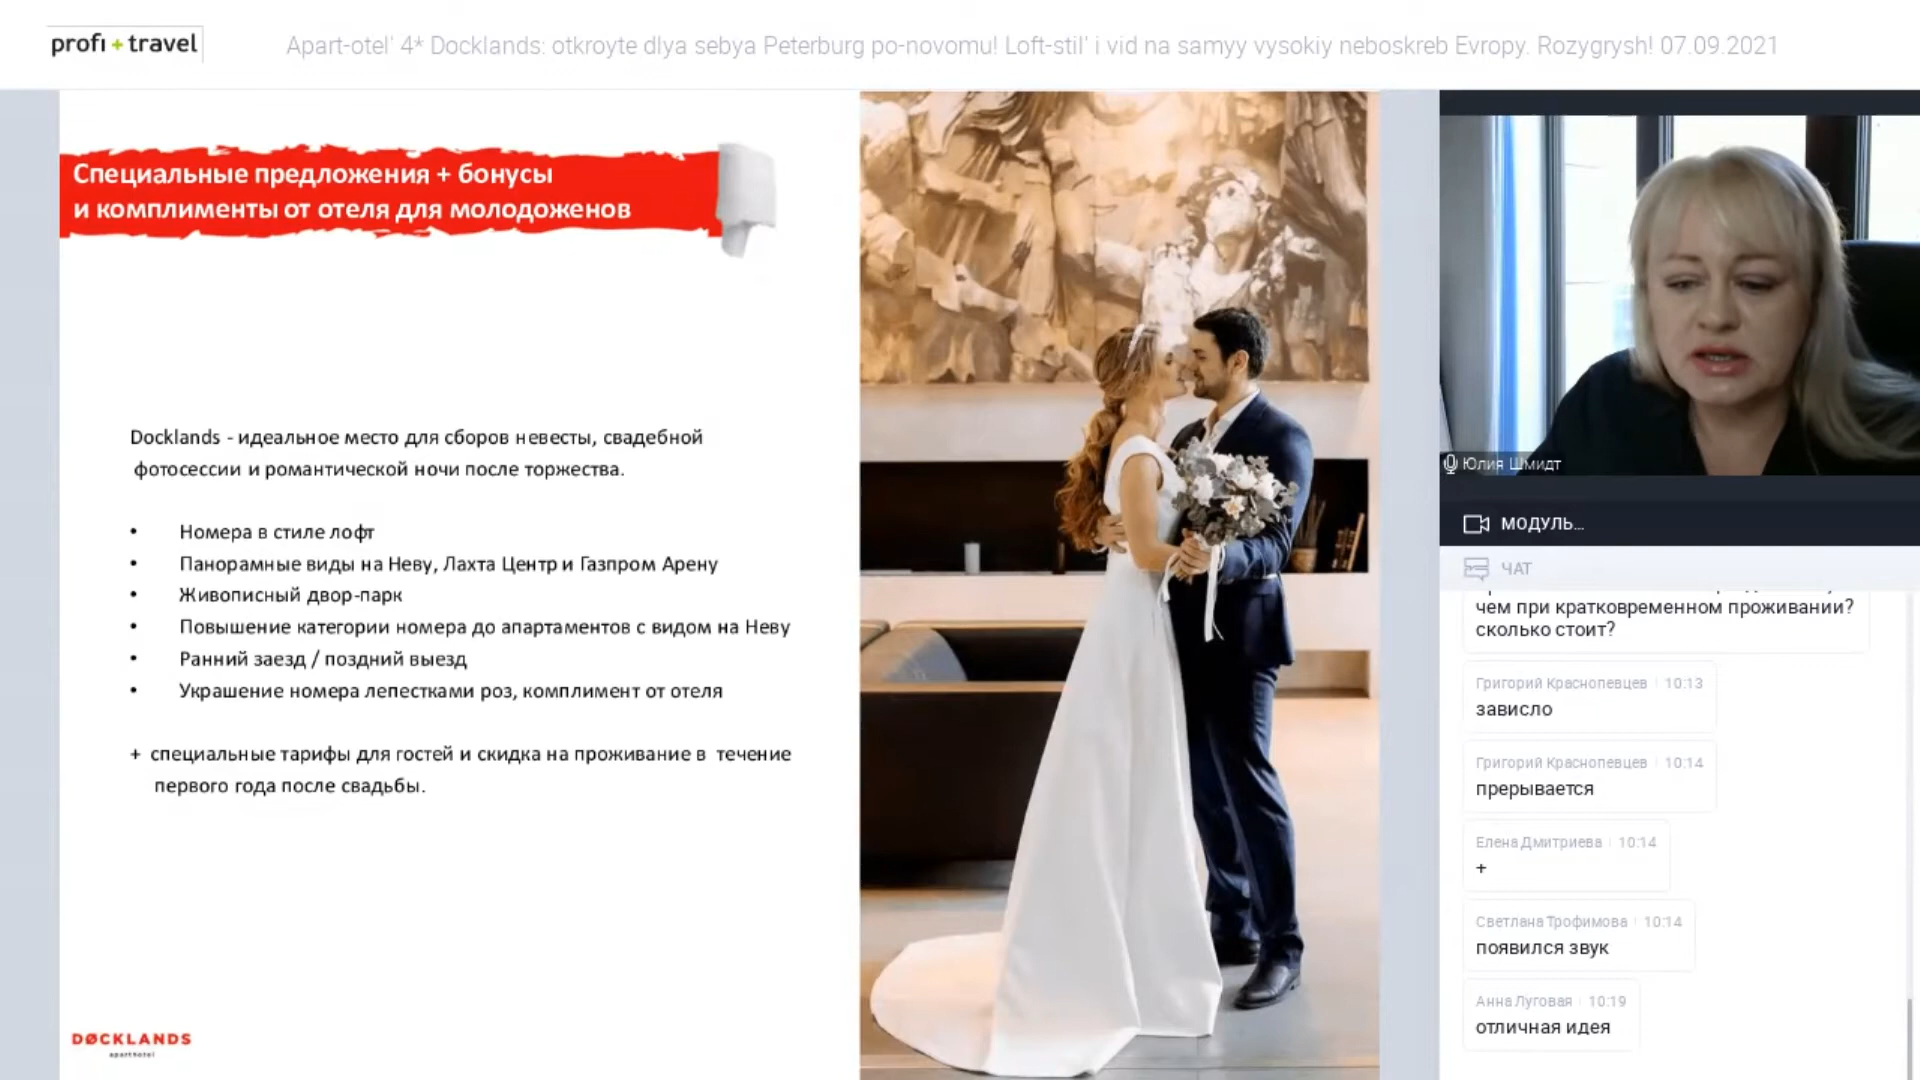 profi + travel
Apart-otel' 4* Docklands: otkroyte dlya sebya Peterburg po-novomu! Loft-stil' i vid na samyy vysokiy neboskreb Evropy. Rozygrysh! 07.09.2021
Специальные предложения + бонусы
и комплименты от отеля для молодоженов
Docklands - идеальное место для сборов невесты, свадебной
фотосессии и романтической ночи после торжества.
• Номера в стиле лофт
• Панорамные виды на Неву, Лахта Центр и Газпром Арену
• Живописный двор-парк
• Повышение категории номера до апартаментов с видом на Неву
• Ранний заезд / поздний выезд
• Украшение номера лепестками роз, комплимент от отеля
+ специальные тарифы для гостей и скидка на проживание в течение
первого года после свадьбы.
DØCKLANDS
aparthotel
Юлия Шмидт
МОДУЛЬ...
ЧАТ
чем при кратковременном проживании?
сколько стоит?
Григорий Краснопевцев 10:13
зависло
Григорий Краснопевцев 10:14
прерывается
Елена Дмитриева 10:14
+
Светлана Трофимова 10:14
появился звук
Анна Луговая 10:19
отличная идея